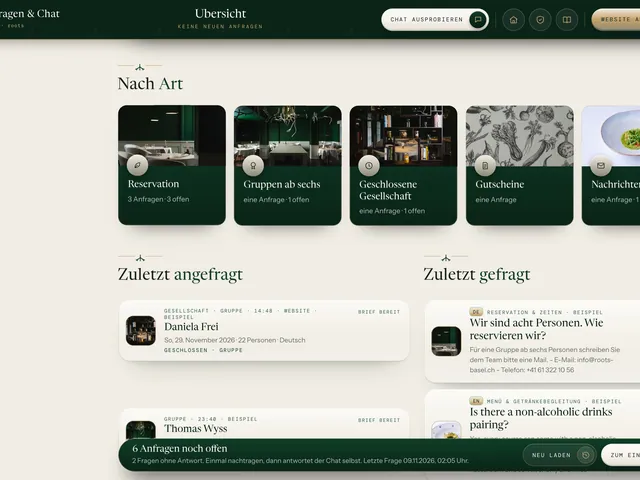 ragen & Chat
· roots
Übersicht
KEINE NEUEN ANFRAGEN
CHAT AUSPROBIEREN
WEBSITE A
Nach Art
Reservation
3 Anfragen · 3 offen
Gruppen ab sechs
eine Anfrage · 1 offen
Geschlossene
Gesellschaft
eine Anfrage · 1 offen
Gutscheine
eine Anfrage
Nachrichten
eine Anfrage · 1
Zuletzt angefragt
GESELLSCHAFT · GRUPPE · 14:48 · WEBSITE ·
BEISPIEL
BRIEF BEREIT
Daniela Frei
So, 29. November 2026 · 22 Personen · Deutsch
GESCHLOSSEN · GRUPPE
GRUPPE · 23:48 · BEISPIEL
BRIEF BEREIT
Thomas Wyss
Zuletzt gefragt
DE RESERVATION & ZEITEN · BEISPIEL
Wir sind acht Personen. Wie
reservieren wir?
Für eine Gruppe ab sechs Personen schreiben Sie
dem Team bitte eine Mail. – E-Mail: info@roots-
basel.ch – Telefon: +41 61 322 10 56
EN MENÜ & GETRÄNKEBEGLEITUNG · BEISPIEL
Is there a non-alcoholic drinks
pairing?
6 Anfragen noch offen
2 Fragen ohne Antwort. Einmal nachtragen, dann antwortet der Chat selbst. Letzte Frage 09.11.2026, 02:05 Uhr.
NEU LADEN
ZUM EIN